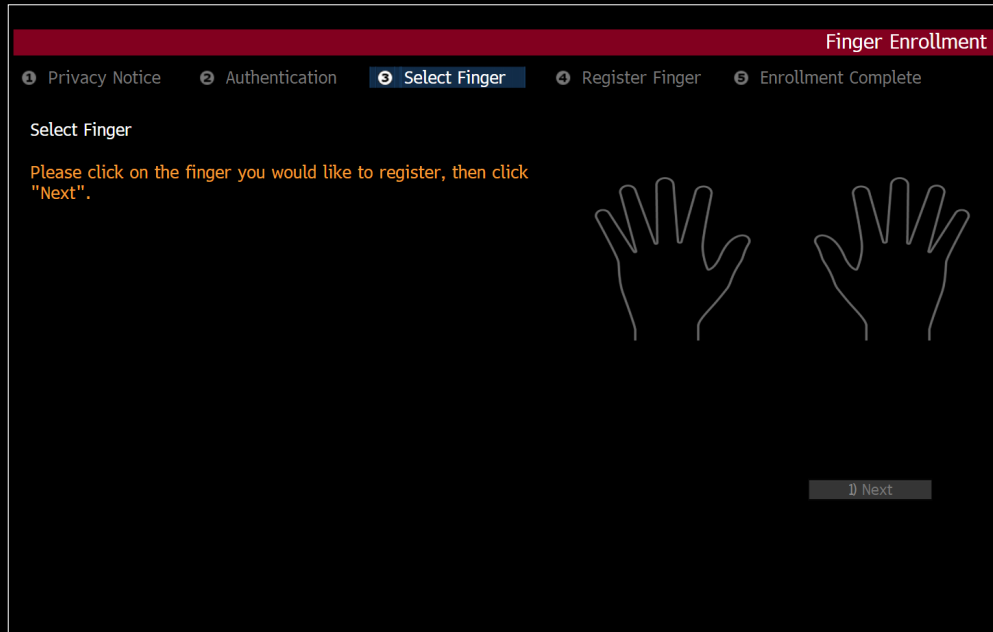 Finger Enrollment
❶ Privacy Notice ❷ Authentication ❸ Select Finger ❹ Register Finger ❺ Enrollment Complete
Select Finger
Please click on the finger you would like to register, then click
"Next".
1) Next